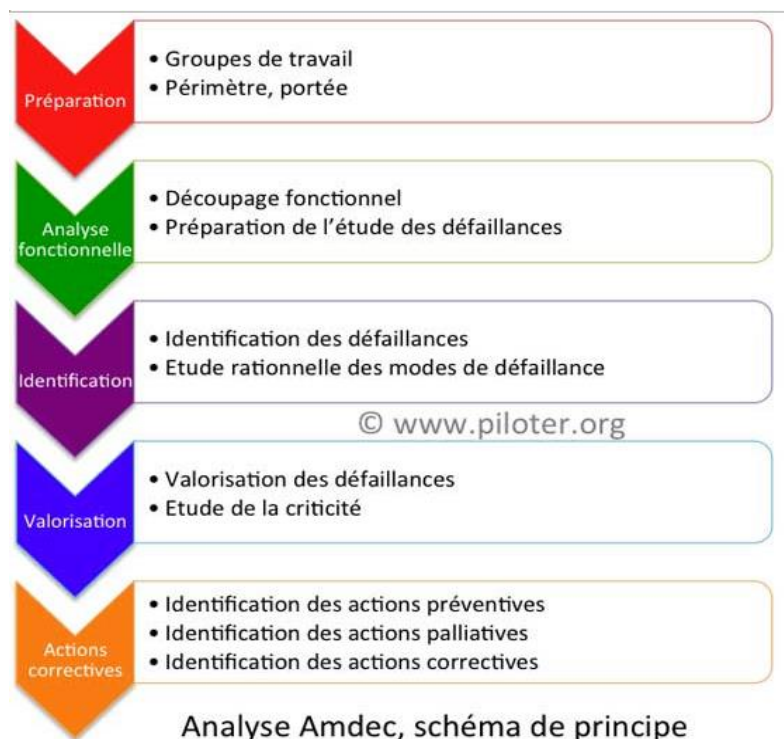 Préparation
• Groupes de travail
• Périmètre, portée
Analyse
fonctionnelle
• Découpage fonctionnel
• Préparation de l'étude des défaillances
Identification
• Identification des défaillances
• Etude rationnelle des modes de défaillance
© www.piloter.org
Valorisation
• Valorisation des défaillances
• Etude de la criticité
Actions
correctives
• Identification des actions préventives
• Identification des actions palliatives
• Identification des actions correctives
Analyse Amdec, schéma de principe